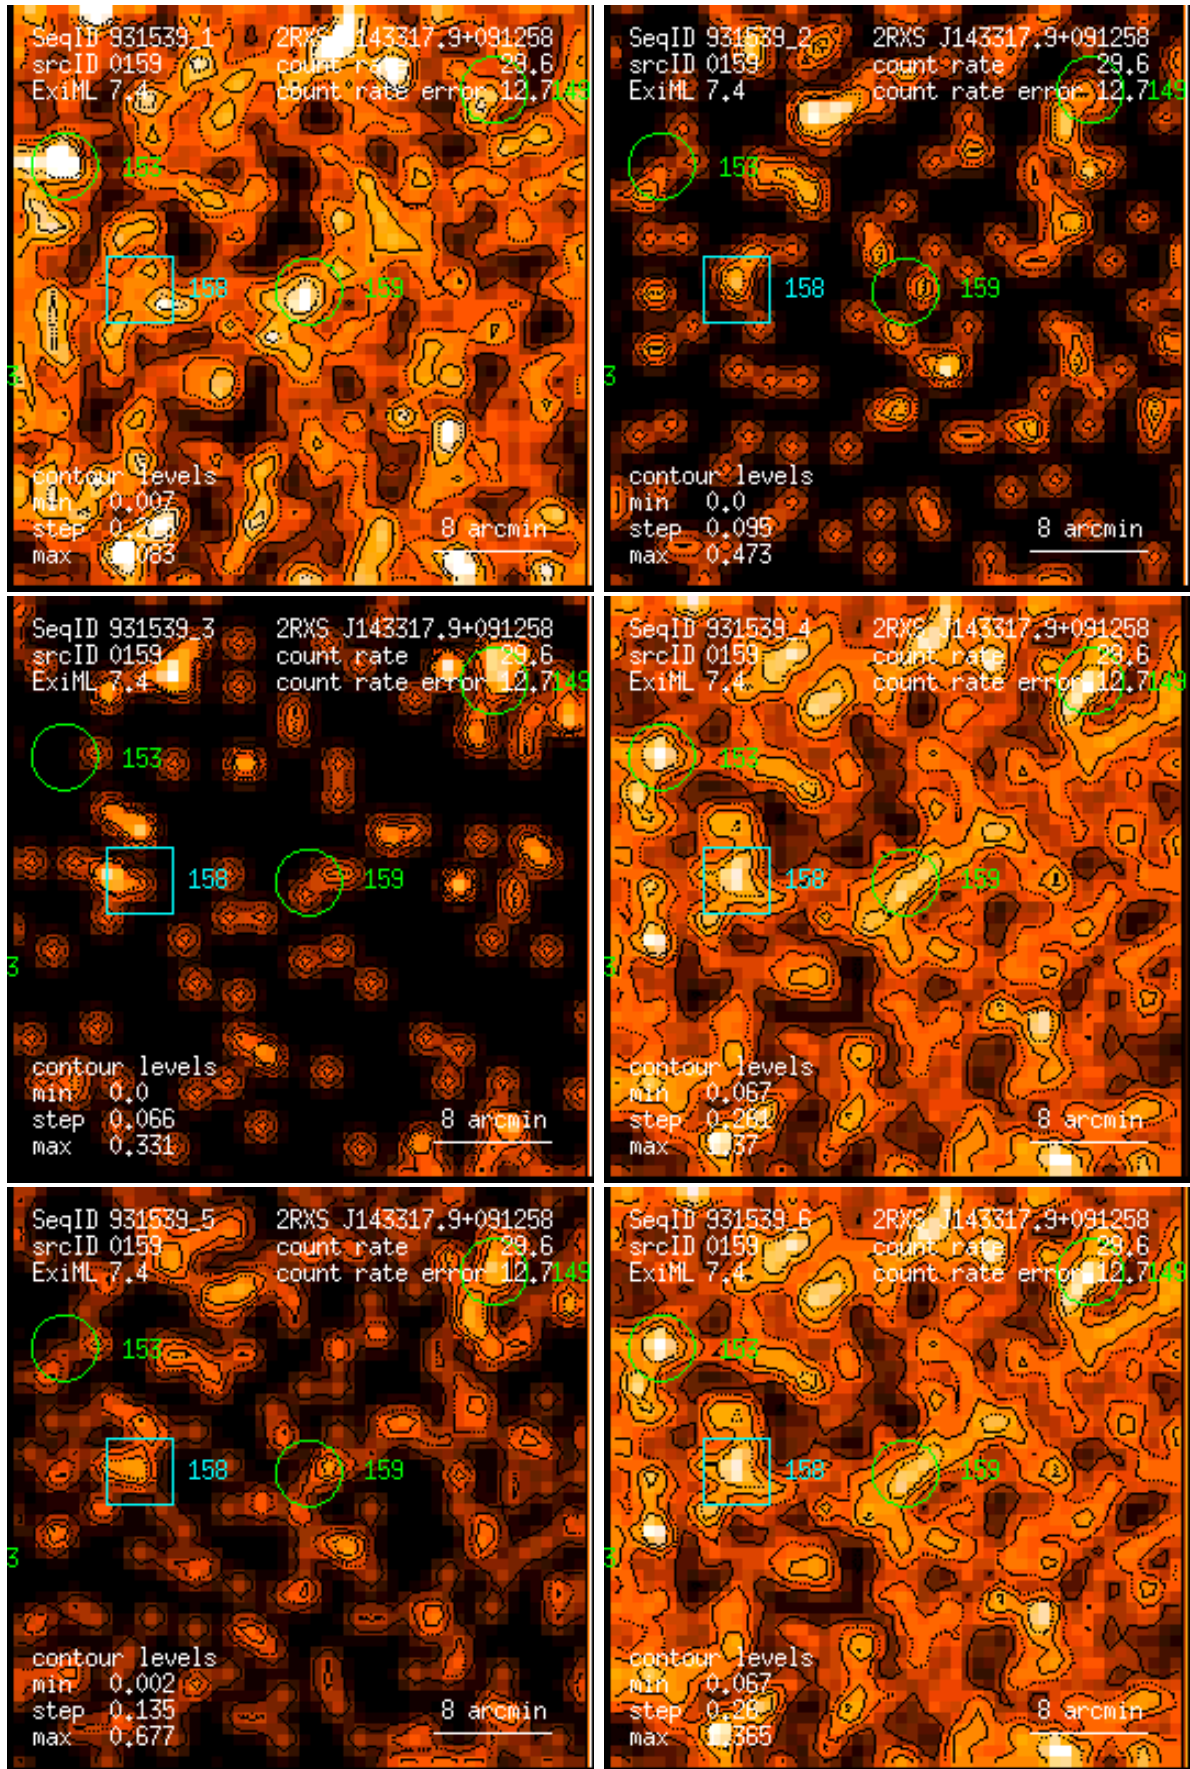 SeqID 931539_1 2RXS J143317.9+091258
srcID 0159 count rate 29.6
ExiML 7.4 count rate error 12.7 149
153
158 159
3
contour levels
min 0.007
step
max
8 arcmin
SeqID 931539_2 2RXS J143317.9+091258
srcID 0159 count rate 29.6
ExiML 7.4 count rate error 12.7 149
153
158 159
3
contour levels
min 0.0
step 0.095
max 0.473
8 arcmin
SeqID 931539_3 2RXS J143317.9+091258
srcID 0159 count rate 29.6
ExiML 7.4 count rate error 12.7 149
153
158 159
3
contour levels
min 0.0
step 0.066
max 0.331
8 arcmin
SeqID 931539_4 2RXS J143317.9+091258
srcID 0159 count rate 29.6
ExiML 7.4 count rate error 12.7 149
153
158 159
3
contour levels
min 0.067
step 0.261
max 1.37
8 arcmin
SeqID 931539_5 2RXS J143317.9+091258
srcID 0159 count rate 29.6
ExiML 7.4 count rate error 12.7 149
153
158 159
3
contour levels
min 0.002
step 0.135
max 0.677
8 arcmin
SeqID 931539_6 2RXS J143317.9+091258
srcID 0159 count rate 29.6
ExiML 7.4 count rate error 12.7 149
153
158 159
3
contour levels
min 0.067
step 0.26
max 1.365
8 arcmin